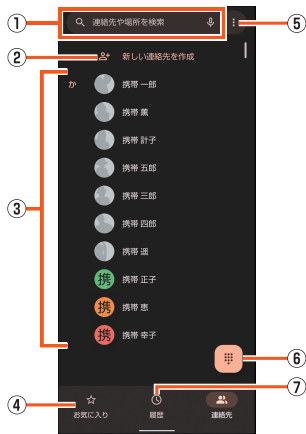 ① 連絡先や場所を検索 ⑤
② 新しい連絡先を作成
か 携帯 一郎
携帯 薫
携帯 計子
携帯 五郎
携帯 三郎
③ 携帯 四郎
携帯 遥
携 携帯 正子
携 携帯 恵
携 携帯 幸子
⑥
⑦
④ お気に入り 履歴 連絡先